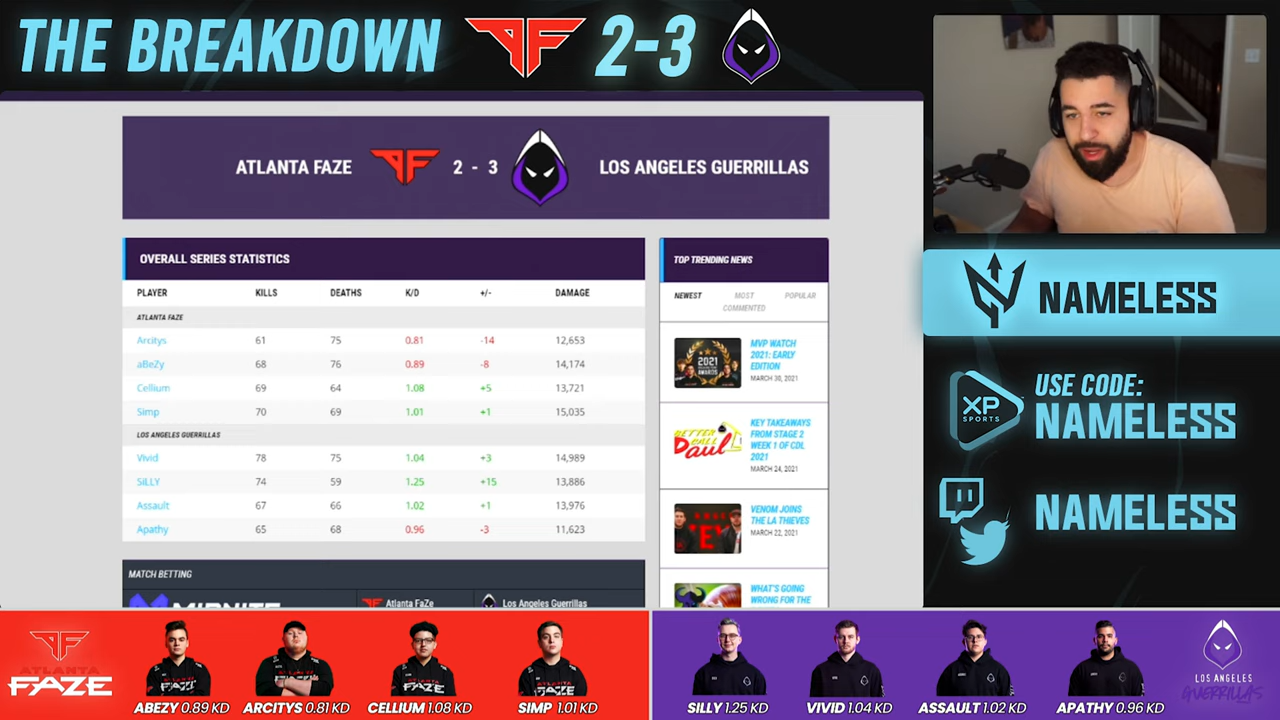 THE BREAKDOWN 2-3
ATLANTA FAZE 2 - 3 LOS ANGELES GUERRILLAS
OVERALL SERIES STATISTICS
PLAYER KILLS DEATHS K/D +/- DAMAGE
ATLANTA FAZE
Arcitys 61 75 0.81 -14 12,653
aBeZy 68 76 0.89 -8 14,174
Cellium 69 64 1.08 +5 13,721
Simp 70 69 1.01 +1 15,035
LOS ANGELES GUERRILLAS
Vivid 78 75 1.04 +3 14,989
SiLLY 74 59 1.25 +15 13,886
Assault 67 66 1.02 +1 13,976
Apathy 65 68 0.96 -3 11,623
MATCH BETTING
MIDNITE Atlanta FaZe Los Angeles Guerrillas
TOP TRENDING NEWS
NEWEST MOST COMMENTED POPULAR
2021
MVP WATCH
2021: EARLY
EDITION
MARCH 30, 2021
BETTER CALL
Paul
KEY TAKEAWAYS
FROM STAGE 2
WEEK 1 OF CDL
2021
MARCH 24, 2021
VENOM JOINS
THE LA THIEVES
MARCH 22, 2021
WHAT'S GOING
WRONG FOR THE
NAMELESS
XP
SPORTS
USE CODE:
NAMELESS
NAMELESS
ATLANTA
FAZE
ABEZY 0.89 KD
ARCITYS 0.81 KD
CELLIUM 1.08 KD
SIMP 1.01 KD
SILLY 1.25 KD
VIVID 1.04 KD
ASSAULT 1.02 KD
APATHY 0.96 KD
LOS ANGELES
GUERRILLAS